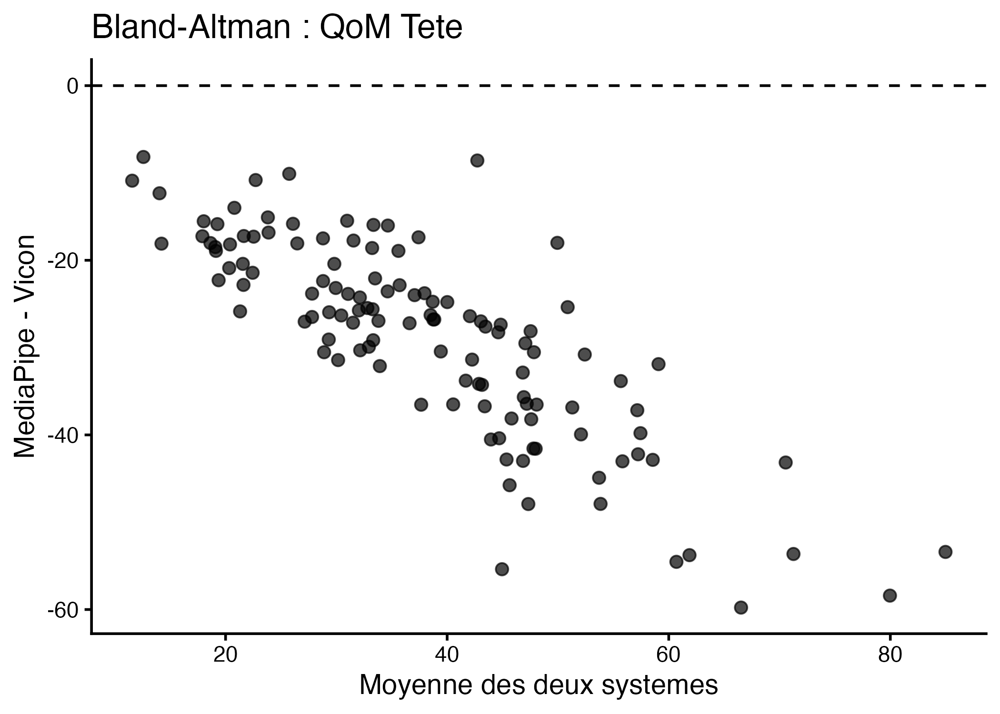 Bland-Altman : QoM Tete
MediaPipe - Vicon
0
-20
-40
-60
20 40 60 80
Moyenne des deux systemes